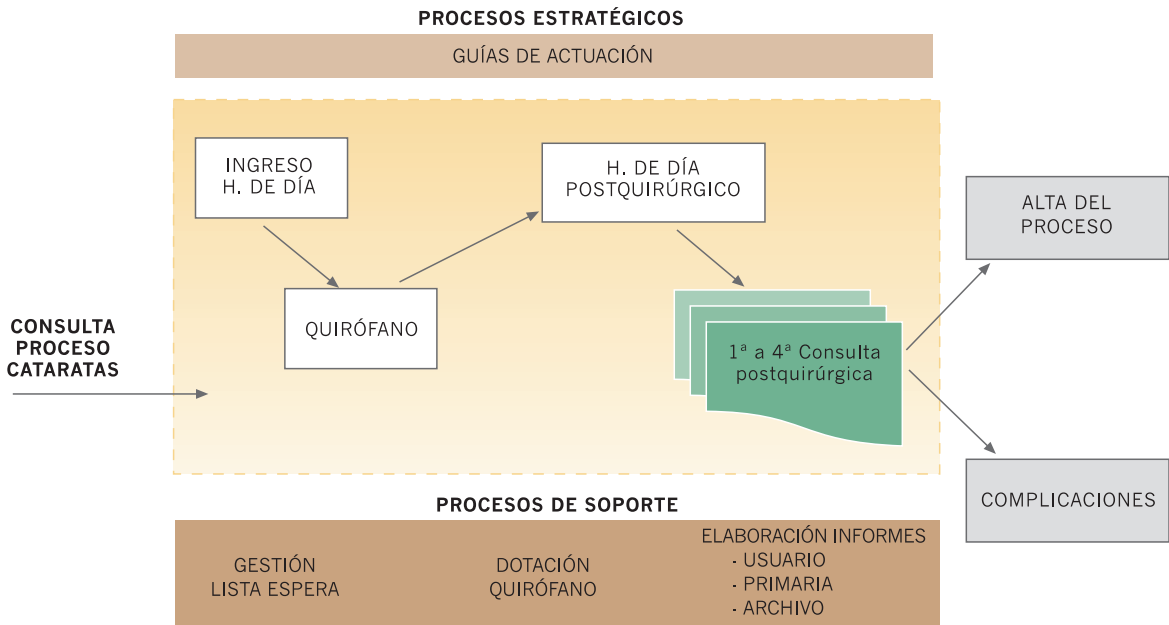 PROCESOS ESTRATÉGICOS
GUÍAS DE ACTUACIÓN
INGRESO
H. DE DÍA
H. DE DÍA
POSTQUIRÚRGICO
ALTA DEL
PROCESO
QUIRÓFANO
CONSULTA
PROCESO
CATARATAS
1ª a 4ª Consulta
postquirúrgica
COMPLICACIONES
PROCESOS DE SOPORTE
GESTIÓN
LISTA ESPERA
DOTACIÓN
QUIRÓFANO
ELABORACIÓN INFORMES
- USUARIO
- PRIMARIA
- ARCHIVO